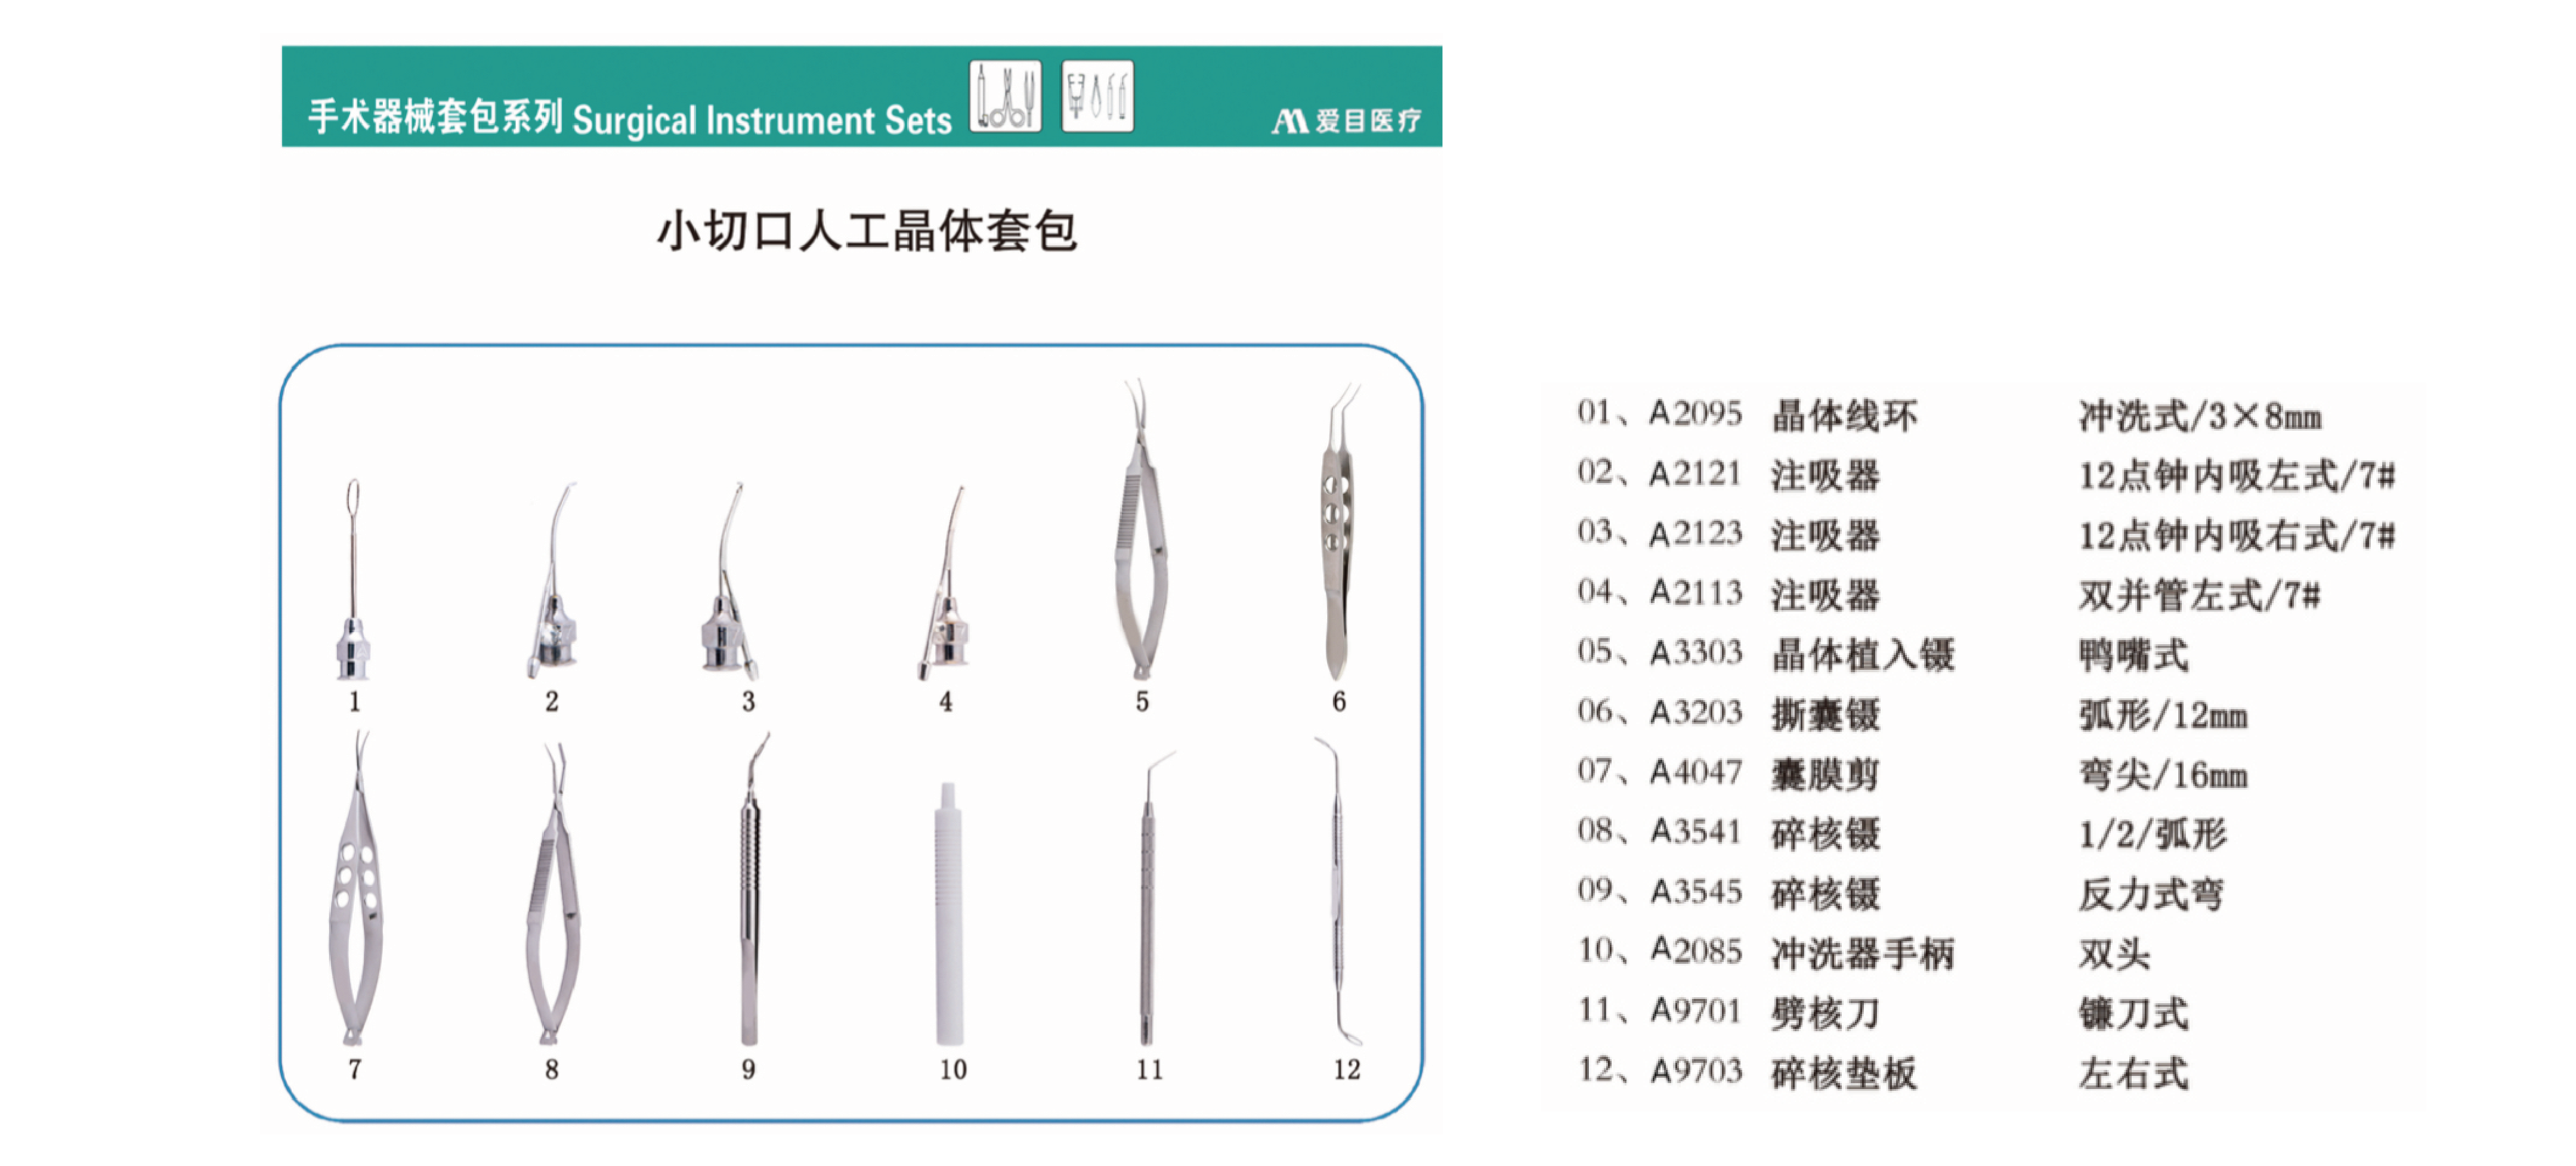 手术器械套包系列 Surgical Instrument Sets
爱目医疗
小切口人工晶体套包
1 2 3 4 5 6
7 8 9 10 11 12
01、A2095 晶体线环 冲洗式/3×8mm
02、A2121 注吸器 12点钟内吸左式/7#
03、A2123 注吸器 12点钟内吸右式/7#
04、A2113 注吸器 双并管左式/7#
05、A3303 晶体植入镊 鸭嘴式
06、A3203 撕囊镊 弧形/12mm
07、A4047 囊膜剪 弯尖/16mm
08、A3541 碎核镊 1/2/弧形
09、A3545 碎核镊 反力式弯
10、A2085 冲洗器手柄 双头
11、A9701 劈核刀 镰刀式
12、A9703 碎核垫板 左右式